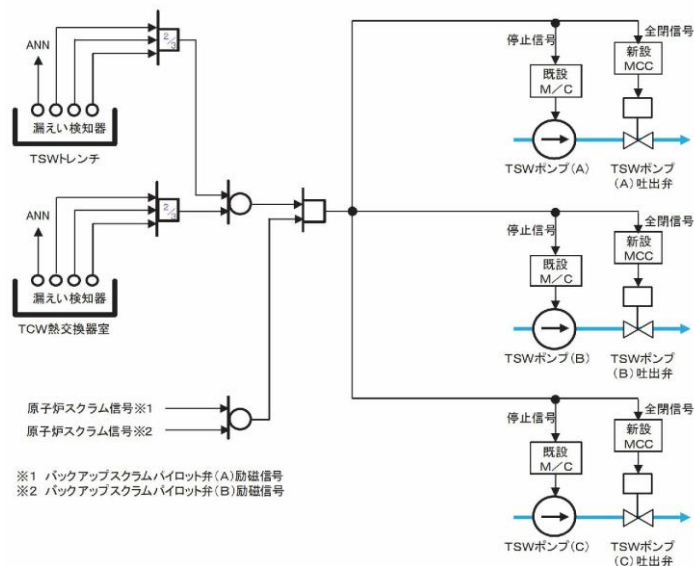 ANN
2/3
漏えい検知器
TSWトレンチ
ANN
2/3
漏えい検知器
TCW熱交換器室
原子炉スクラム信号※1
原子炉スクラム信号※2
※1 バックアップスクラムパイロット弁(A)励磁信号
※2 バックアップスクラムパイロット弁(B)励磁信号
停止信号
全閉信号
既設
M/C
新設
MCC
TSWポンプ(A)
TSWポンプ
(A)吐出弁
停止信号
全閉信号
既設
M/C
新設
MCC
TSWポンプ(B)
TSWポンプ
(B)吐出弁
停止信号
全閉信号
既設
M/C
新設
MCC
TSWポンプ(C)
TSWポンプ
(C)吐出弁